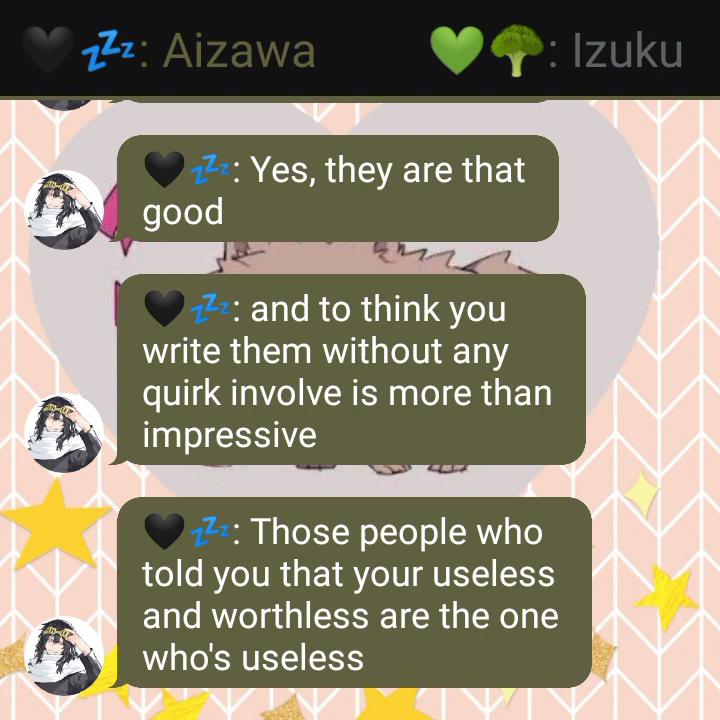 🖤💤: Aizawa
💚🥦: Izuku
🖤💤: Yes, they are that
good
🖤💤: and to think you
write them without any
quirk involve is more than
impressive
🖤💤: Those people who
told you that your useless
and worthless are the one
who's useless